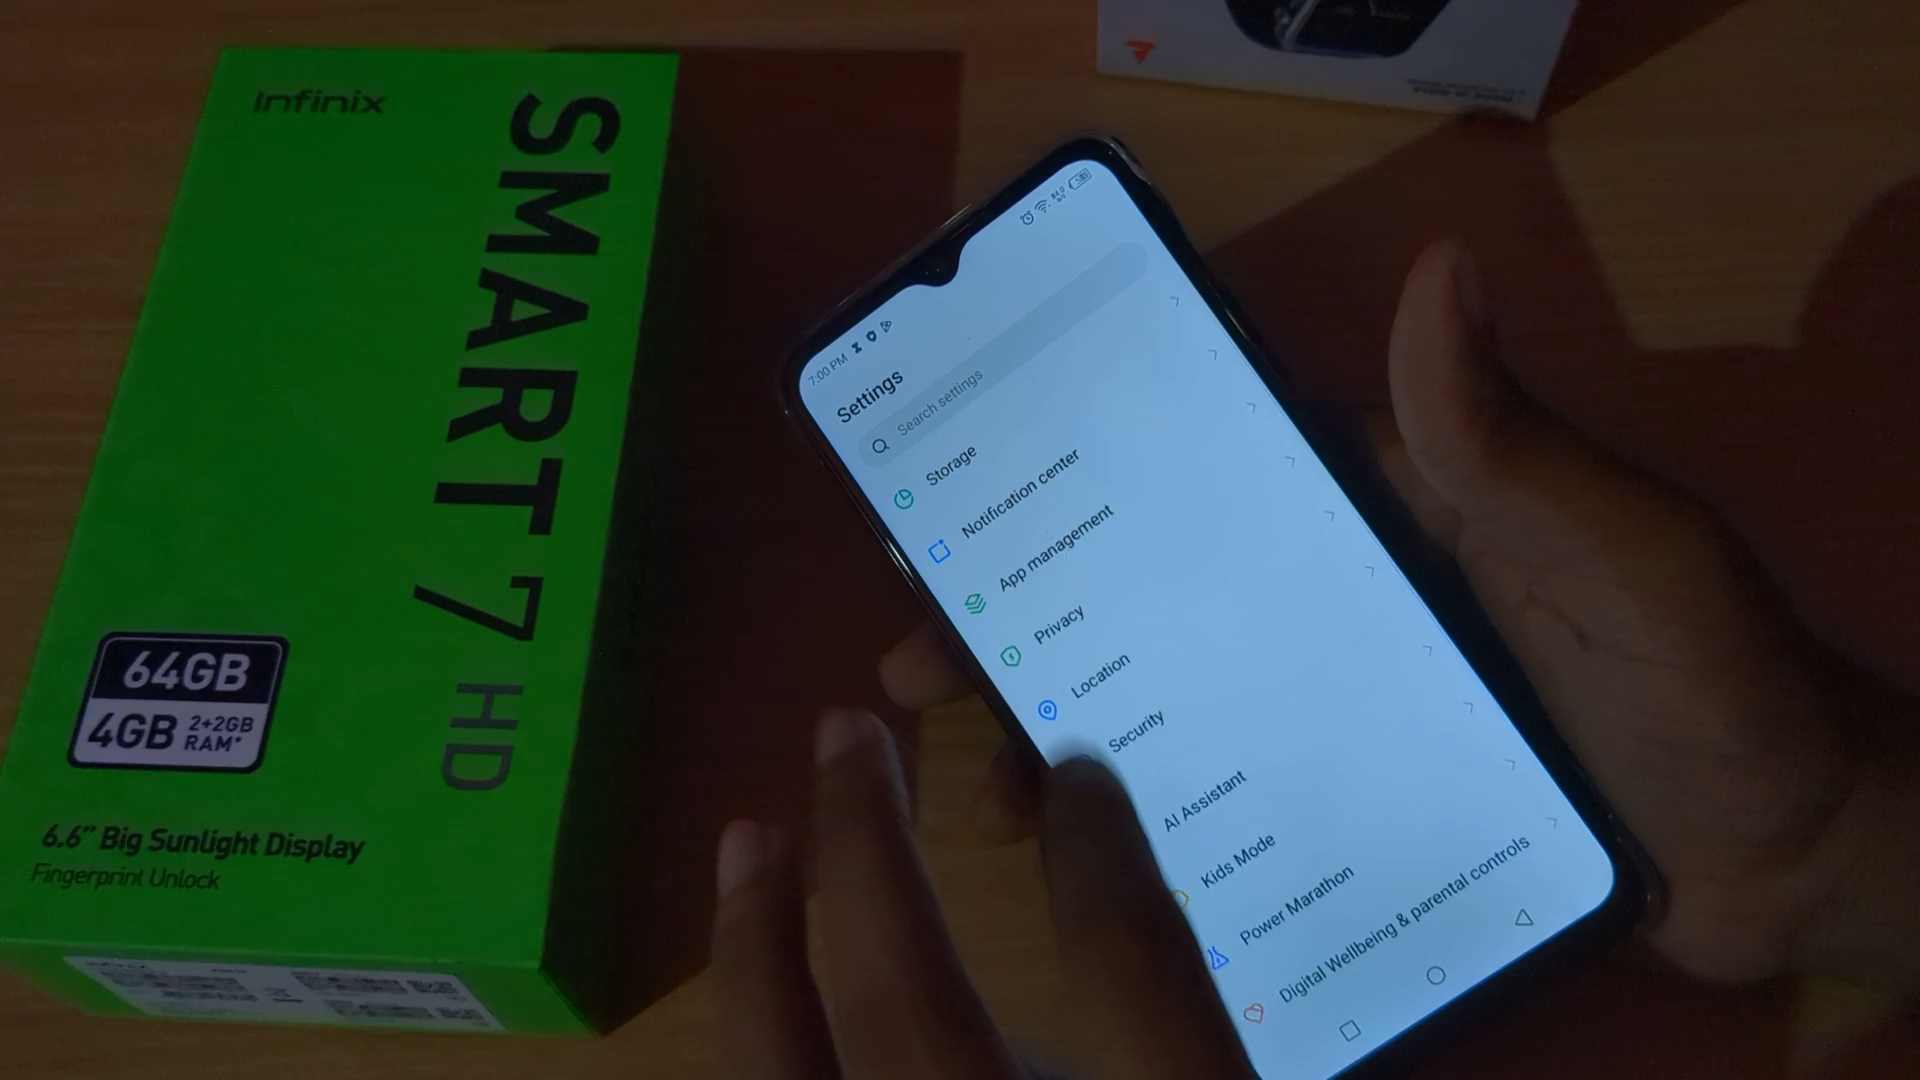 Infinix
SMART 7 HD
64GB
4GB 2+2GB
RAM*
6.6" Big Sunlight Display
Fingerprint Unlock
7:00 PM
Settings
Search settings
Storage
Notification center
App management
Privacy
Location
Security
AI Assistant
Kids Mode
Power Marathon
Digital Wellbeing & parental controls